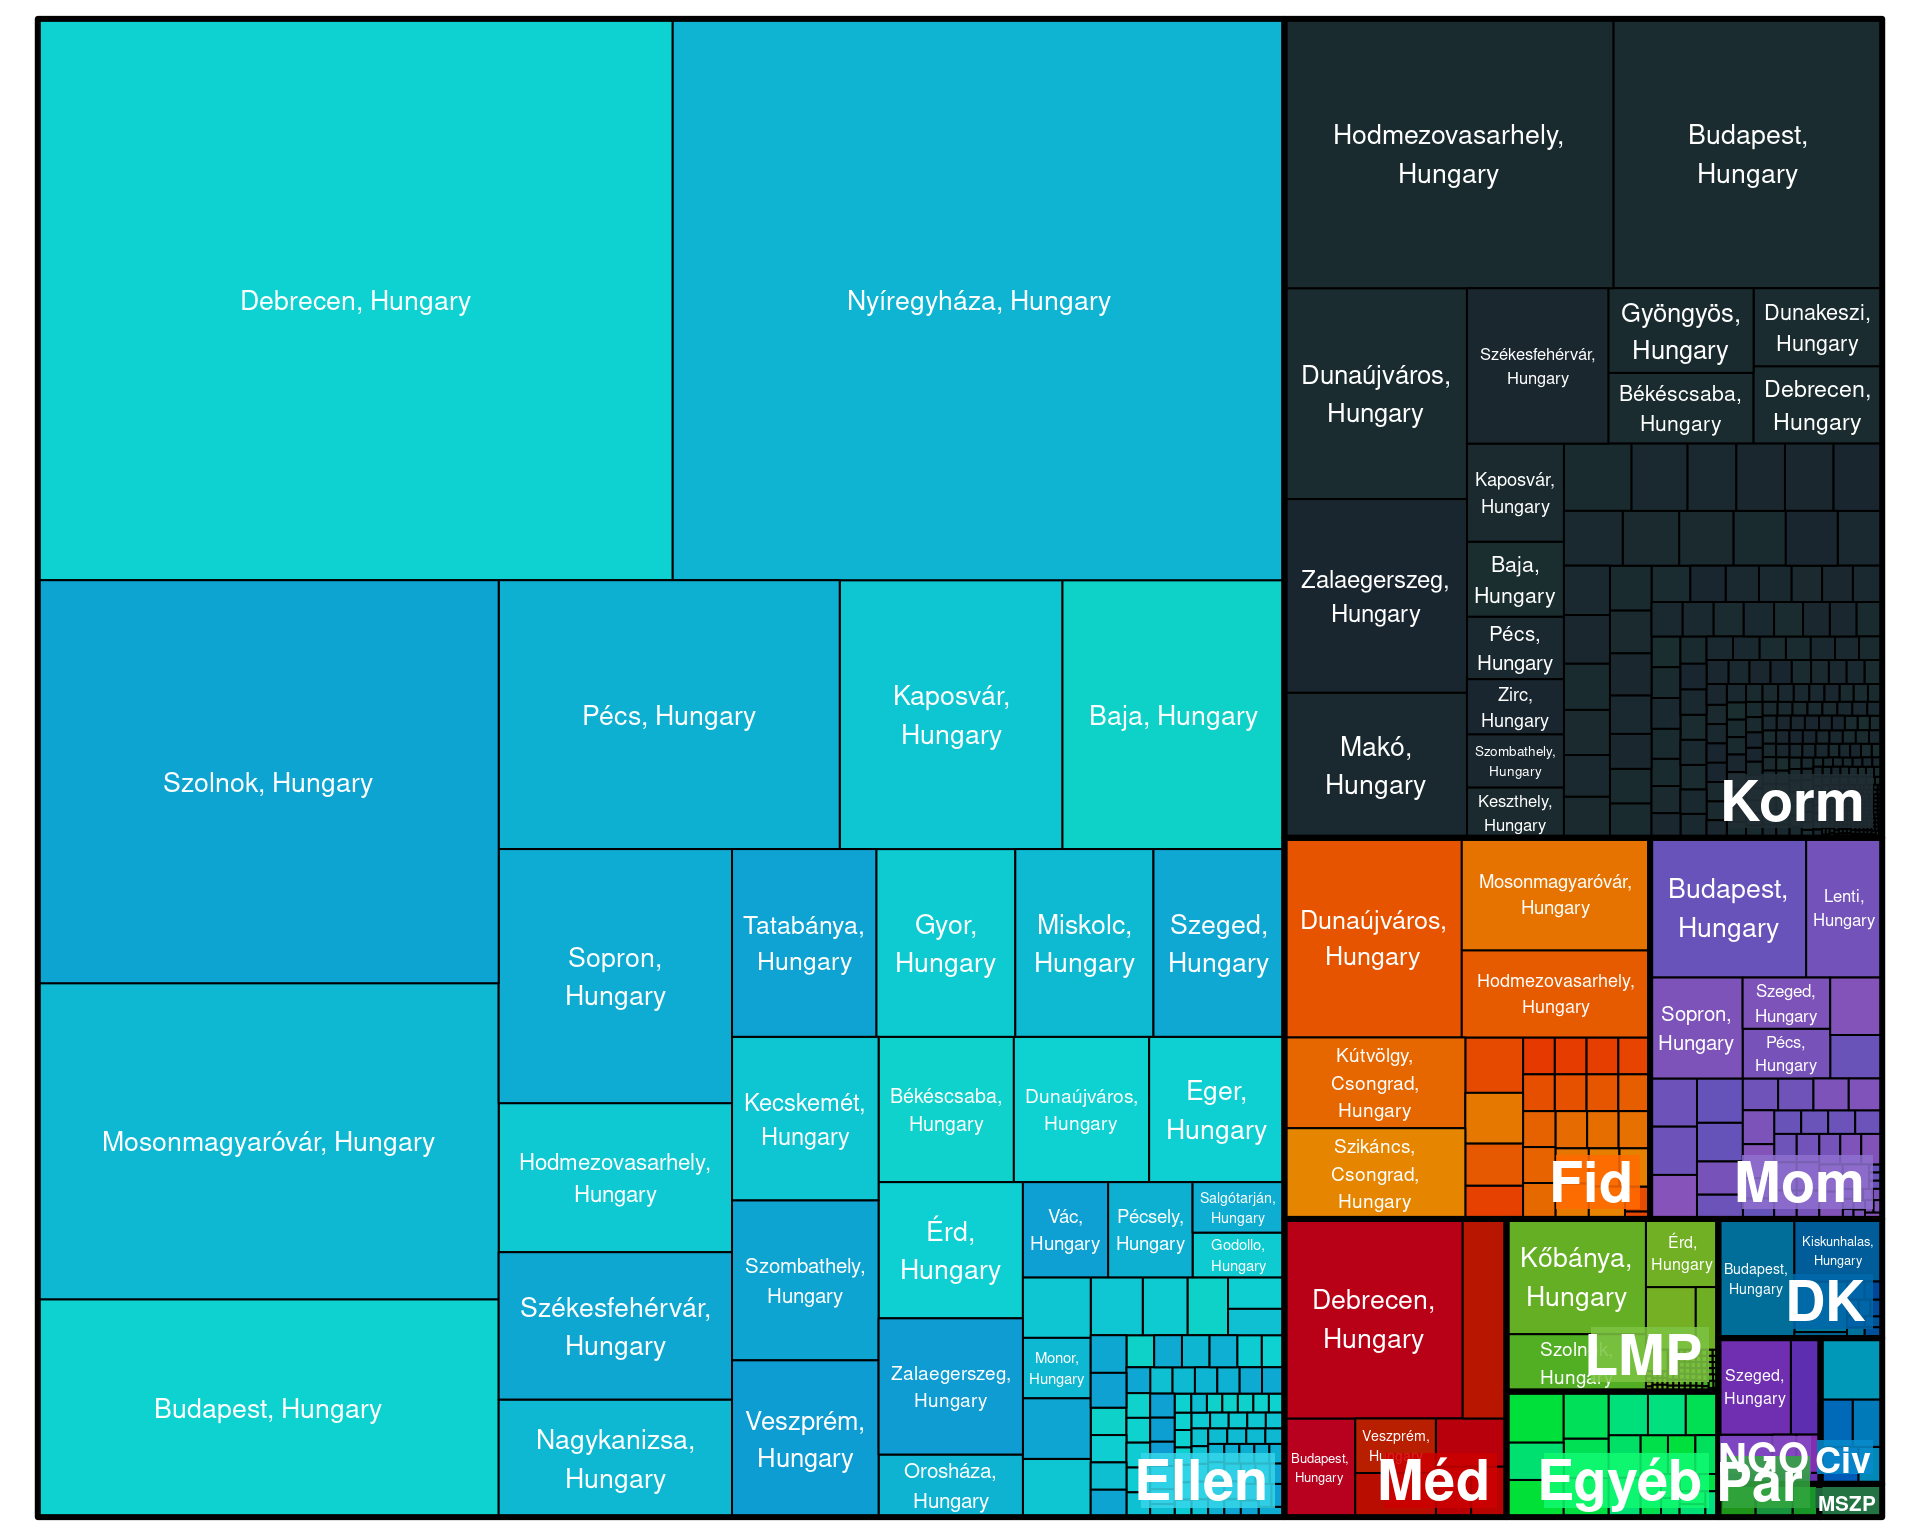 Debrecen, Hungary
Nyíregyháza, Hungary
Szolnok, Hungary
Mosonmagyaróvár, Hungary
Budapest, Hungary
Pécs, Hungary
Kaposvár,
Hungary
Baja, Hungary
Sopron,
Hungary
Tatabánya,
Hungary
Gyor,
Hungary
Miskolc,
Hungary
Szeged,
Hungary
Hodmezovasarhely,
Hungary
Székesfehérvár,
Hungary
Nagykanizsa,
Hungary
Kecskemét,
Hungary
Szombathely,
Hungary
Veszprém,
Hungary
Békéscsaba,
Hungary
Dunaújváros,
Hungary
Eger,
Hungary
Érd,
Hungary
Zalaegerszeg,
Hungary
Orosháza,
Hungary
Vác,
Hungary
Pécsely,
Hungary
Salgótarján,
Hungary
Godollo,
Hungary
Monor,
Hungary
Ellen
Hodmezovasarhely,
Hungary
Budapest,
Hungary
Dunaújváros,
Hungary
Zalaegerszeg,
Hungary
Makó,
Hungary
Székesfehérvár,
Hungary
Gyöngyös,
Hungary
Dunakeszi,
Hungary
Békéscsaba,
Hungary
Debrecen,
Hungary
Kaposvár,
Hungary
Baja,
Hungary
Pécs,
Hungary
Zirc,
Hungary
Szombathely,
Hungary
Keszthely,
Hungary
Korm
Dunaújváros,
Hungary
Mosonmagyaróvár,
Hungary
Hodmezovasarhely,
Hungary
Kútvölgy,
Csongrad,
Hungary
Szikáncs,
Csongrad,
Hungary
Fid
Budapest,
Hungary
Lenti,
Hungary
Sopron,
Hungary
Szeged,
Hungary
Pécs,
Hungary
Mom
Debrecen,
Hungary
Budapest,
Hungary
Veszprém,
Hungary
Méd
Kőbánya,
Hungary
Érd,
Hungary
Szolnok,
Hungary
LMP
Egyéb
Budapest,
Hungary
Kiskunhalas,
Hungary
DK
Szeged,
Hungary
NGO
Civ
Pár
MSZP